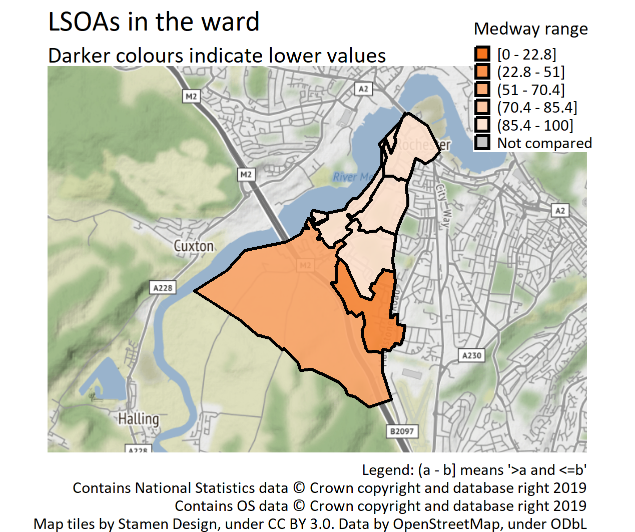 LSOAs in the ward
Darker colours indicate lower values
Medway range
[0 - 22.8]
(22.8 - 51]
(51 - 70.4]
(70.4 - 85.4]
(85.4 - 100]
Not compared
M2
A2
River
M2
City Way
A2
Cuxton
M2
A228
A230
Halling
B2097
A228
Legend: (a - b] means '>a and <=b'
Contains National Statistics data © Crown copyright and database right 2019
Contains OS data © Crown copyright and database right 2019
Map tiles by Stamen Design, under CC BY 3.0. Data by OpenStreetMap, under ODbL